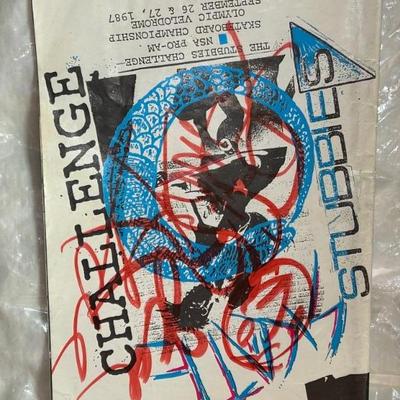 THE STUBBIES CHALLENGE—
NSA PRO-AM
SKATEBOARD CHAMPIONSHIP
OLYMPIC VELODROME
SEPTEMBER 26 & 27, 1987
CHALLENGE
STUBBIES